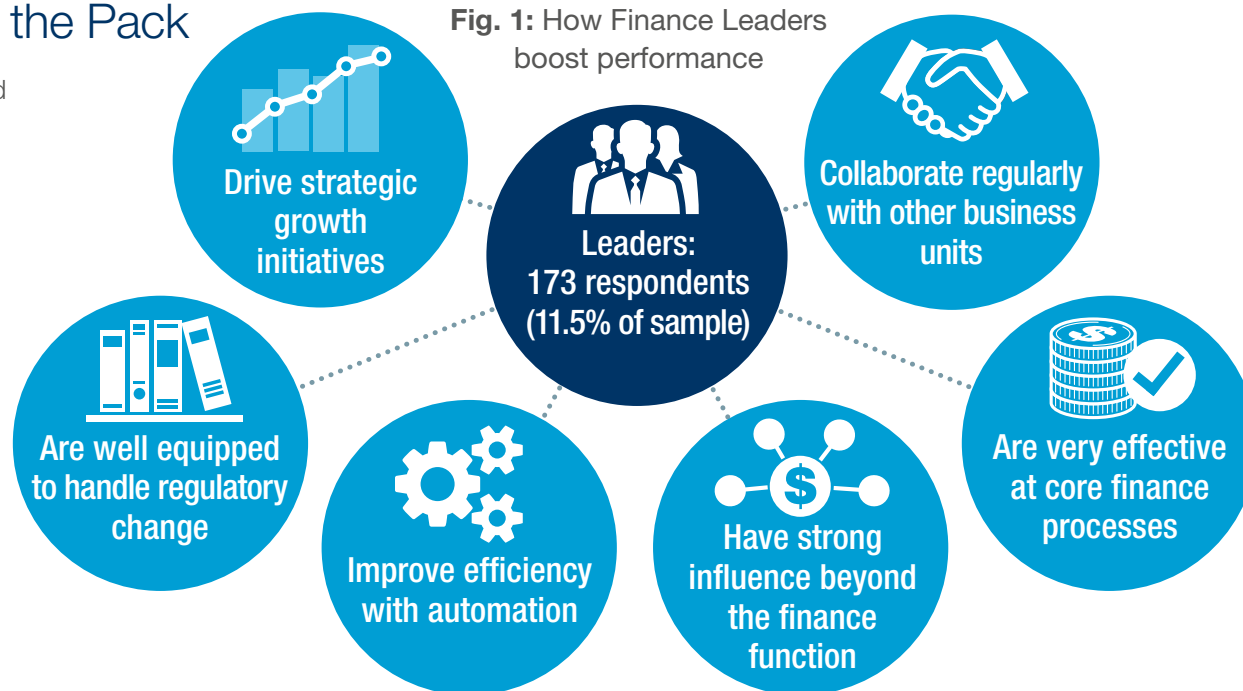 the Pack
d
Fig. 1: How Finance Leaders
boost performance
Drive strategic
growth
initiatives
Leaders:
173 respondents
(11.5% of sample)
Collaborate regularly
with other business
units
Are well equipped
to handle regulatory
change
Improve efficiency
with automation
$
Have strong
influence beyond
the finance
function
$
Are very effective
at core finance
processes